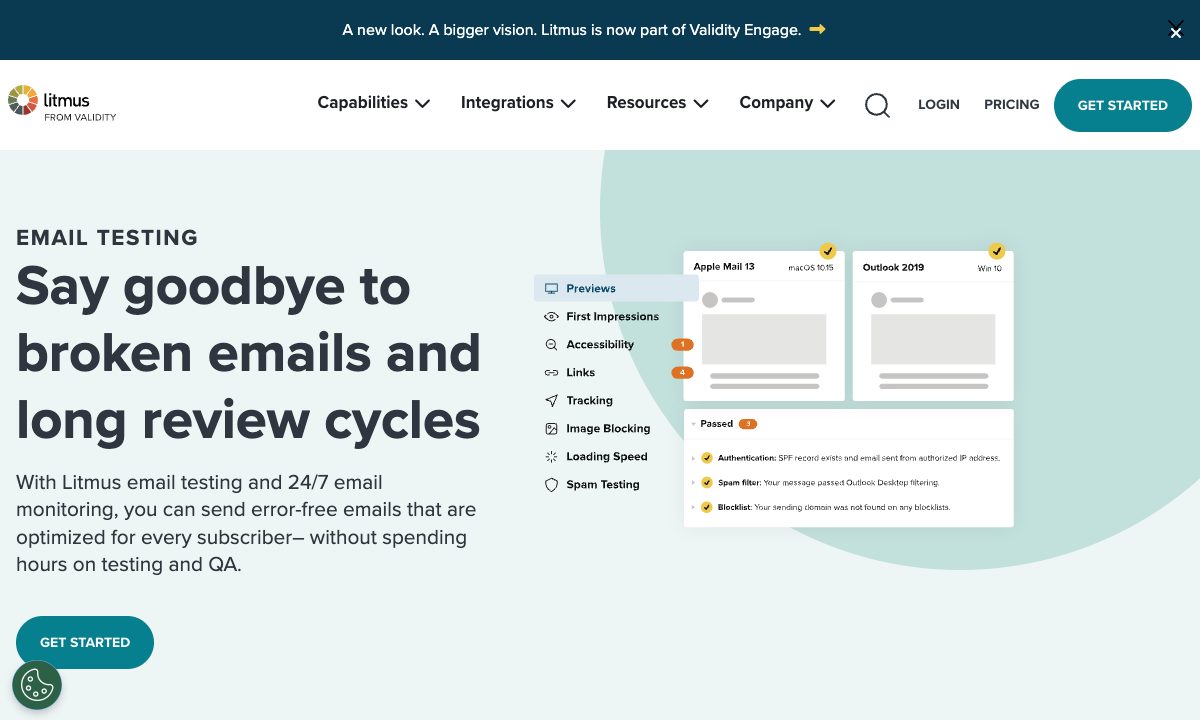 A new look. A bigger vision. Litmus is now part of Validity Engage.
litmus
FROM VALIDITY
Capabilities
Integrations
Resources
Company
LOGIN
PRICING
GET STARTED
EMAIL TESTING
Say goodbye to
broken emails and
long review cycles
With Litmus email testing and 24/7 email
monitoring, you can send error-free emails that are
optimized for every subscriber– without spending
hours on testing and QA.
GET STARTED
Previews
First Impressions
Accessibility 1
Links 4
Tracking
Image Blocking
Loading Speed
Spam Testing
Apple Mail 13 macOS 10.15
Outlook 2019 Win 10
Passed 3
Authentication: SPF record exists and email sent from authorized IP address.
Spam filter: Your message passed Outlook Desktop filtering.
Blocklist: Your sending domain was not found on any blocklists.